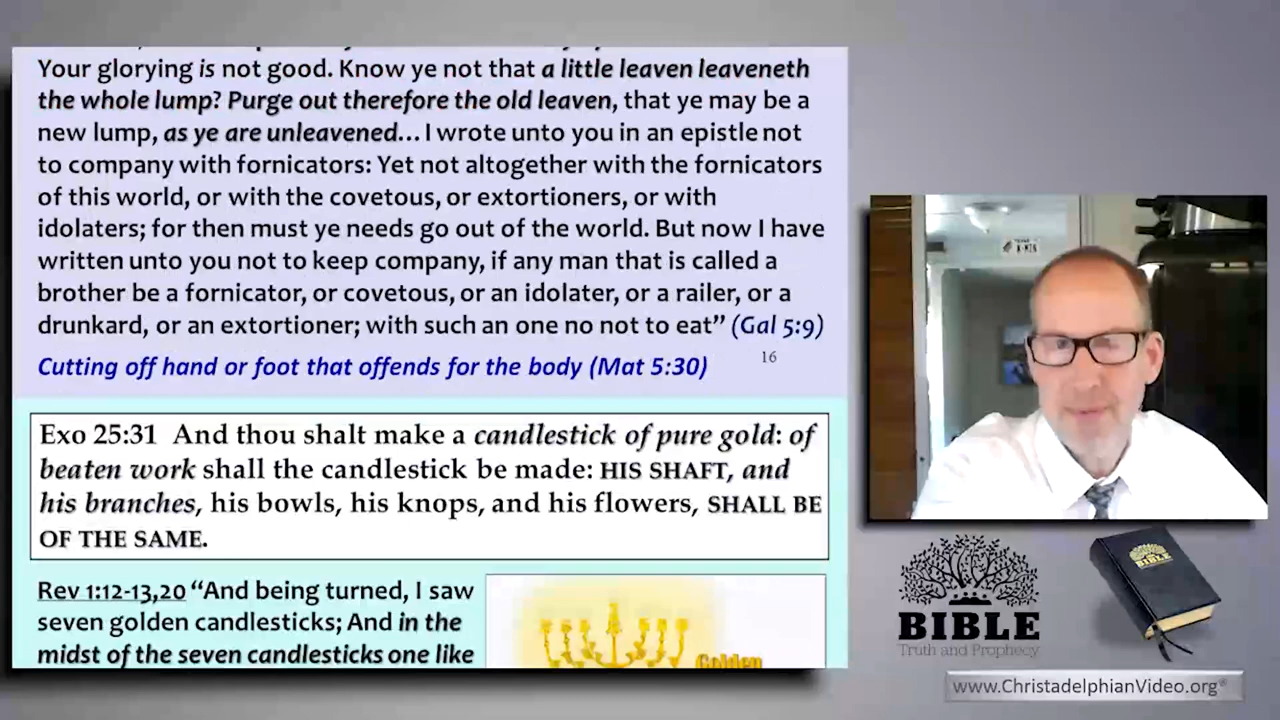 Your glorying is not good. Know ye not that a little leaven leaveneth
the whole lump? Purge out therefore the old leaven, that ye may be a
new lump, as ye are unleavened... I wrote unto you in an epistle not
to company with fornicators: Yet not altogether with the fornicators
of this world, or with the covetous, or extortioners, or with
idolaters; for then must ye needs go out of the world. But now I have
written unto you not to keep company, if any man that is called a
brother be a fornicator, or covetous, or an idolater, or a railer, or a
drunkard, or an extortioner; with such an one no not to eat” (Gal 5:9)
Cutting off hand or foot that offends for the body (Mat 5:30)
16
Exo 25:31 And thou shalt make a candlestick of pure gold: of
beaten work shall the candlestick be made: HIS SHAFT, and
his branches, his bowls, his knops, and his flowers, SHALL BE
OF THE SAME.
Rev 1:12-13,20 “And being turned, I saw
seven golden candlesticks; And in the
midst of the seven candlesticks one like
Golden
BIBLE
Truth and Prophecy
BIBLE
www.ChristadelphianVideo.org®